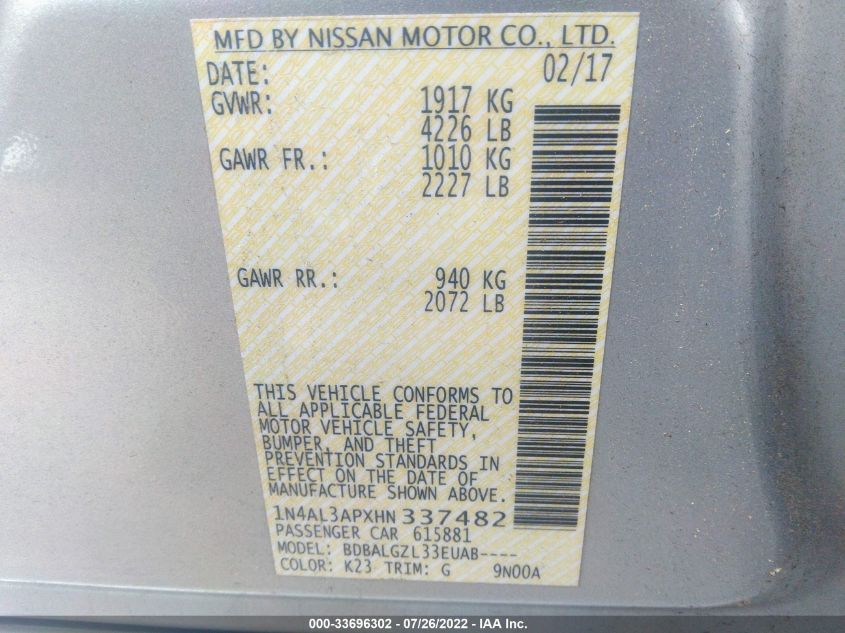 MFD BY NISSAN MOTOR CO., LTD.
DATE: 02/17
GVWR: 1917 KG
4226 LB
GAWR FR.: 1010 KG
2227 LB
GAWR RR.: 940 KG
2072 LB
THIS VEHICLE CONFORMS TO
ALL APPLICABLE FEDERAL
MOTOR VEHICLE SAFETY,
BUMPER, AND THEFT
PREVENTION STANDARDS IN
EFFECT ON THE DATE OF
MANUFACTURE SHOWN ABOVE.
1N4AL3APXHN 337482
PASSENGER CAR 615881
MODEL: BDBALGZL33EUAB----
COLOR: K23 TRIM: G 9N00A
000-33696302 - 07/26/2022 - IAA Inc.